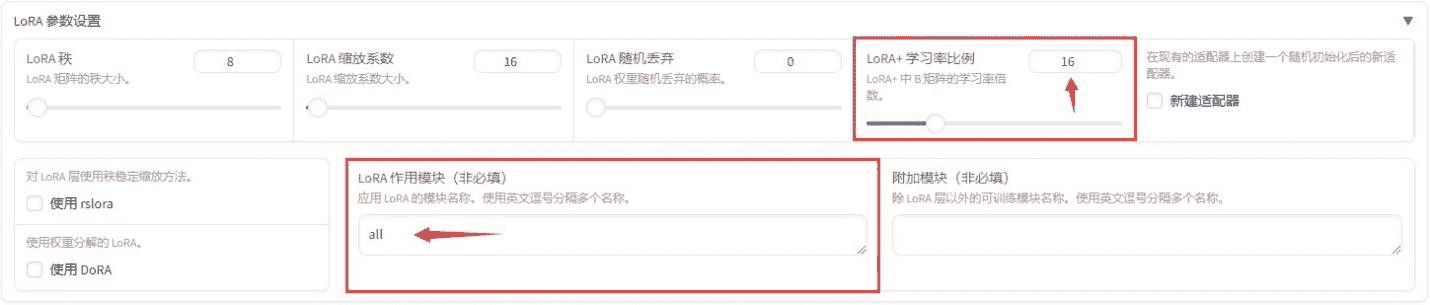 LoRA 参数设置
▼
LoRA 秩
8
LoRA 矩阵的秩大小。
LoRA 缩放系数
16
LoRA 缩放系数大小。
LoRA 随机丢弃
0
LoRA 权重随机丢弃的概率。
LoRA+ 学习率比例
16
LoRA+ 中 B 矩阵的学习率倍
数。
在现有的适配器上创建一个随机初始化后的新适
配器。
新建适配器
对 LoRA 层使用秩稳定缩放方法。
使用 rslora
使用权重分解的 LoRA。
使用 DoRA
LoRA 作用模块（非必填）
应用 LoRA 的模块名称。使用英文逗号分隔多个名称。
all
附加模块（非必填）
除 LoRA 层以外的可训练模块名称。使用英文逗号分隔多个名称。